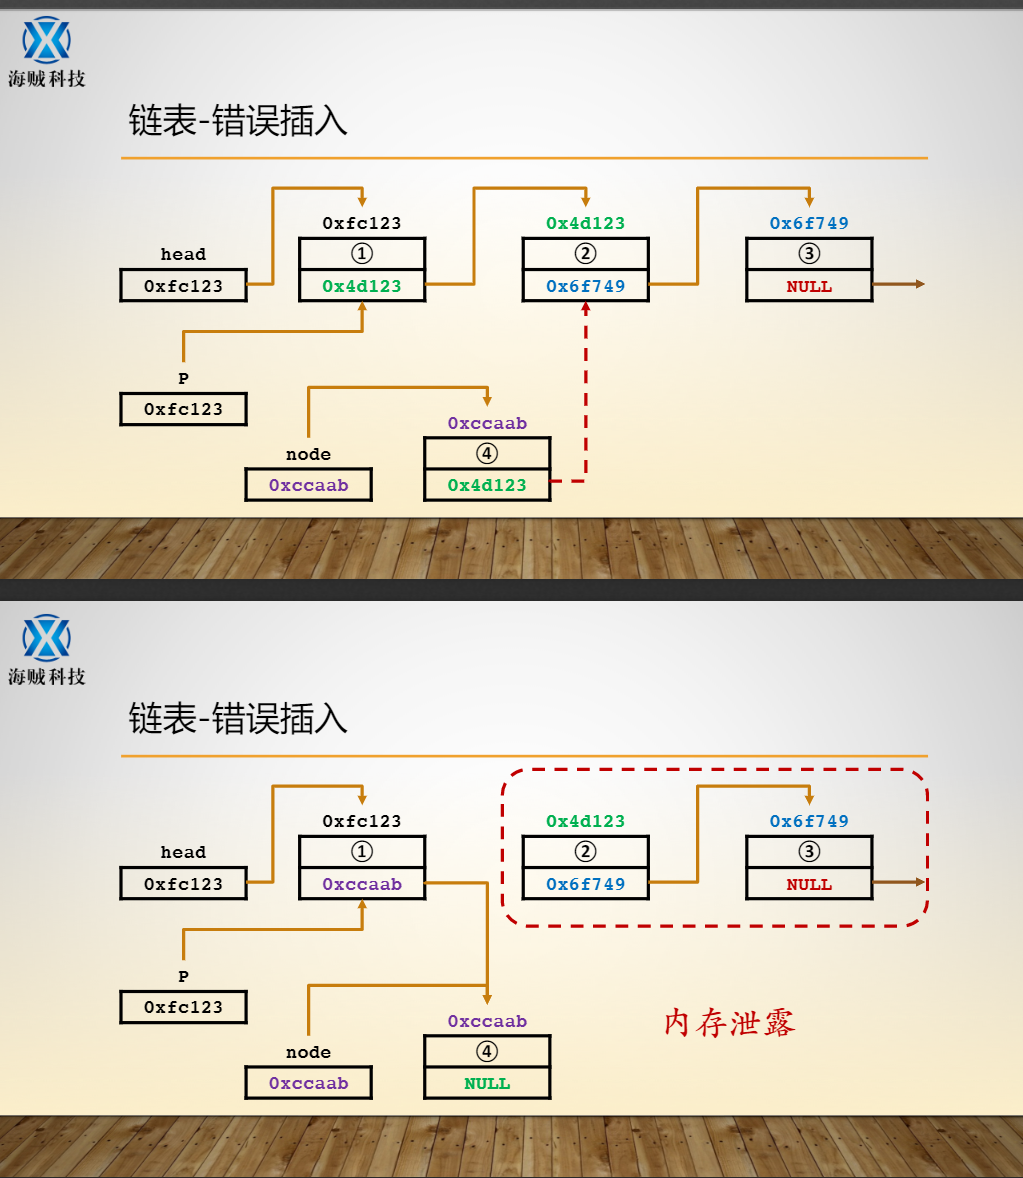 海贼科技
链表-错误插入
0xfc123
0x4d123
0x6f749
head
①
②
③
0xfc123
0x4d123
0x6f749
NULL
P
0xfc123
0xccaab
node
④
0xccaab
0x4d123
海贼科技
链表-错误插入
0xfc123
0x4d123
0x6f749
head
①
②
③
0xfc123
0xccaab
0x6f749
NULL
P
0xfc123
0xccaab
内存泄露
node
④
0xccaab
NULL